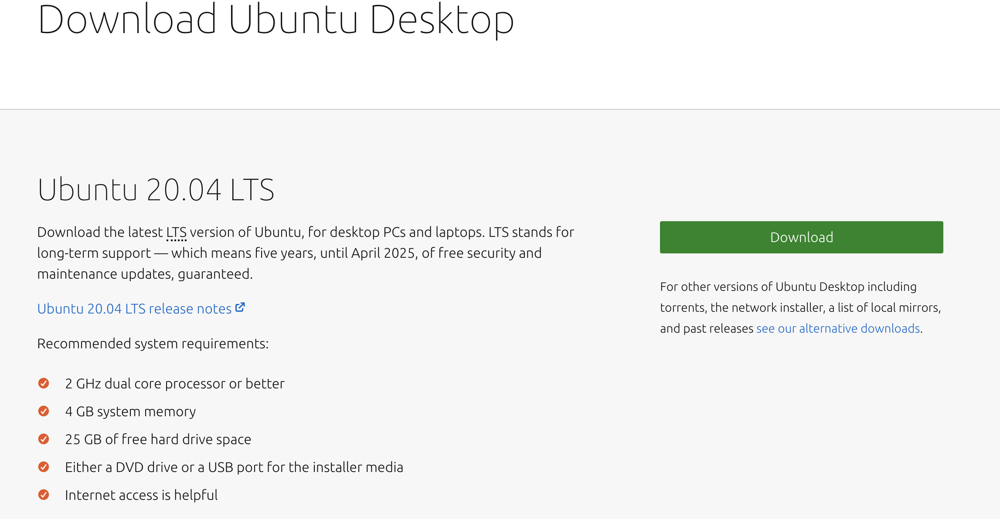 Download Ubuntu Desktop
Ubuntu 20.04 LTS
Download the latest LTS version of Ubuntu, for desktop PCs and laptops. LTS stands for
long-term support — which means five years, until April 2025, of free security and
maintenance updates, guaranteed.
Ubuntu 20.04 LTS release notes
Recommended system requirements:
2 GHz dual core processor or better
4 GB system memory
25 GB of free hard drive space
Either a DVD drive or a USB port for the installer media
Internet access is helpful
Download
For other versions of Ubuntu Desktop including
torrents, the network installer, a list of local mirrors,
and past releases see our alternative downloads.